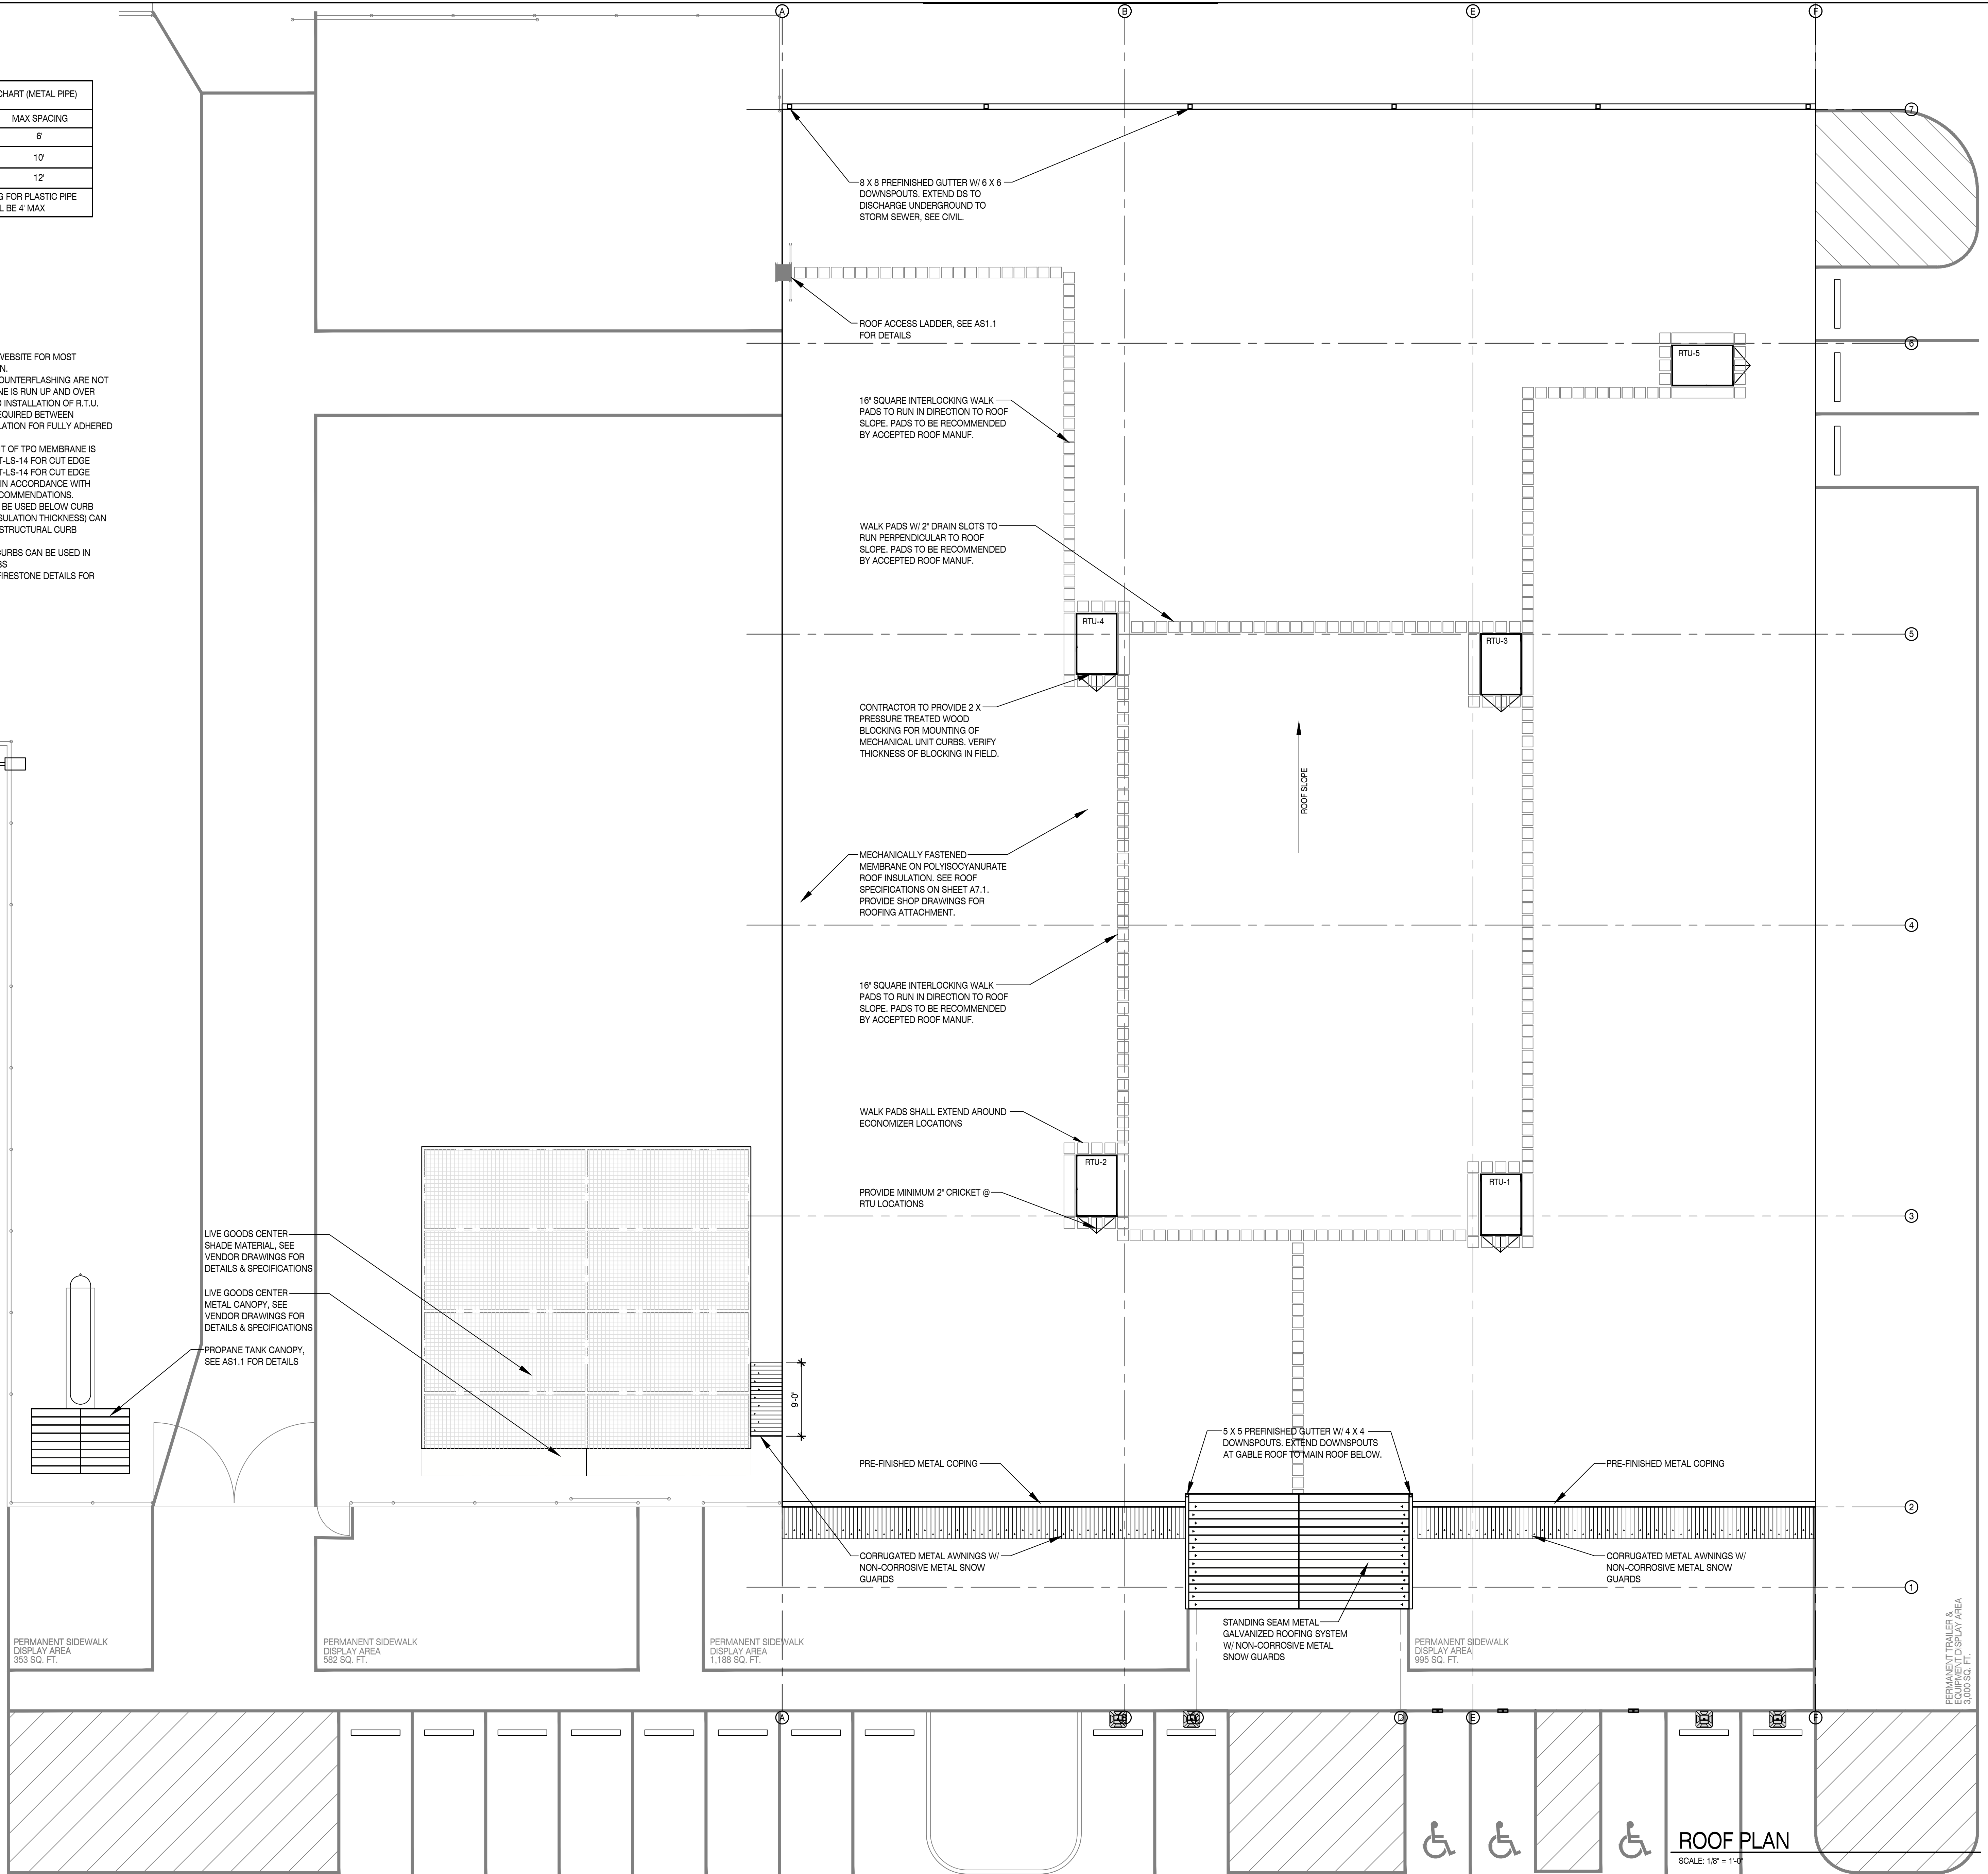 A
B
E
F
CHART (METAL PIPE)
MAX SPACING
6'
10'
12'
G FOR PLASTIC PIPE
L BE 4' MAX
7
8 X 8 PREFINISHED GUTTER W/ 6 X 6
DOWNSPOUTS. EXTEND DS TO
DISCHARGE UNDERGROUND TO
STORM SEWER, SEE CIVIL.
ROOF ACCESS LADDER, SEE AS1.1
FOR DETAILS
6
RTU-5
WEBSITE FOR MOST
N.
OUNTERFLASHING ARE NOT
NE IS RUN UP AND OVER
D INSTALLATION OF R.T.U.
EQUIRED BETWEEN
LATION FOR FULLY ADHERED
NT OF TPO MEMBRANE IS
T-LS-14 FOR CUT EDGE
T-LS-14 FOR CUT EDGE
IN ACCORDANCE WITH
COMMENDATIONS.
BE USED BELOW CURB
SULATION THICKNESS) CAN
STRUCTURAL CURB
CURBS CAN BE USED IN
BS
FIRESTONE DETAILS FOR
16" SQUARE INTERLOCKING WALK
PADS TO RUN IN DIRECTION TO ROOF
SLOPE. PADS TO BE RECOMMENDED
BY ACCEPTED ROOF MANUF.
WALK PADS W/ 2" DRAIN SLOTS TO
RUN PERPENDICULAR TO ROOF
SLOPE. PADS TO BE RECOMMENDED
BY ACCEPTED ROOF MANUF.
RTU-4
RTU-3
5
CONTRACTOR TO PROVIDE 2 X
PRESSURE TREATED WOOD
BLOCKING FOR MOUNTING OF
MECHANICAL UNIT CURBS. VERIFY
THICKNESS OF BLOCKING IN FIELD.
ROOF SLOPE
MECHANICALLY FASTENED
MEMBRANE ON POLYISOCYANURATE
ROOF INSULATION. SEE ROOF
SPECIFICATIONS ON SHEET A7.1.
PROVIDE SHOP DRAWINGS FOR
ROOFING ATTACHMENT.
4
16" SQUARE INTERLOCKING WALK
PADS TO RUN IN DIRECTION TO ROOF
SLOPE. PADS TO BE RECOMMENDED
BY ACCEPTED ROOF MANUF.
WALK PADS SHALL EXTEND AROUND
ECONOMIZER LOCATIONS
RTU-2
RTU-1
PROVIDE MINIMUM 2" CRICKET @
RTU LOCATIONS
3
LIVE GOODS CENTER
SHADE MATERIAL, SEE
VENDOR DRAWINGS FOR
DETAILS & SPECIFICATIONS
LIVE GOODS CENTER
METAL CANOPY, SEE
VENDOR DRAWINGS FOR
DETAILS & SPECIFICATIONS
PROPANE TANK CANOPY,
SEE AS1.1 FOR DETAILS
9'-0"
5 X 5 PREFINISHED GUTTER W/ 4 X 4
DOWNSPOUTS. EXTEND DOWNSPOUTS
AT GABLE ROOF TO MAIN ROOF BELOW.
PRE-FINISHED METAL COPING
PRE-FINISHED METAL COPING
2
CORRUGATED METAL AWNINGS W/
NON-CORROSIVE METAL SNOW
GUARDS
CORRUGATED METAL AWNINGS W/
NON-CORROSIVE METAL SNOW
GUARDS
1
STANDING SEAM METAL
GALVANIZED ROOFING SYSTEM
W/ NON-CORROSIVE METAL
SNOW GUARDS
PERMANENT SIDEWALK
DISPLAY AREA
353 SQ. FT.
PERMANENT SIDEWALK
DISPLAY AREA
582 SQ. FT.
PERMANENT SIDEWALK
DISPLAY AREA
1,188 SQ. FT.
PERMANENT SIDEWALK
DISPLAY AREA
995 SQ. FT.
PERMANENT TRAILER &
EQUIPMENT DISPLAY AREA
3,000 SQ. FT.
A
D
E
F
ROOF PLAN
SCALE: 1/8" = 1'-0"